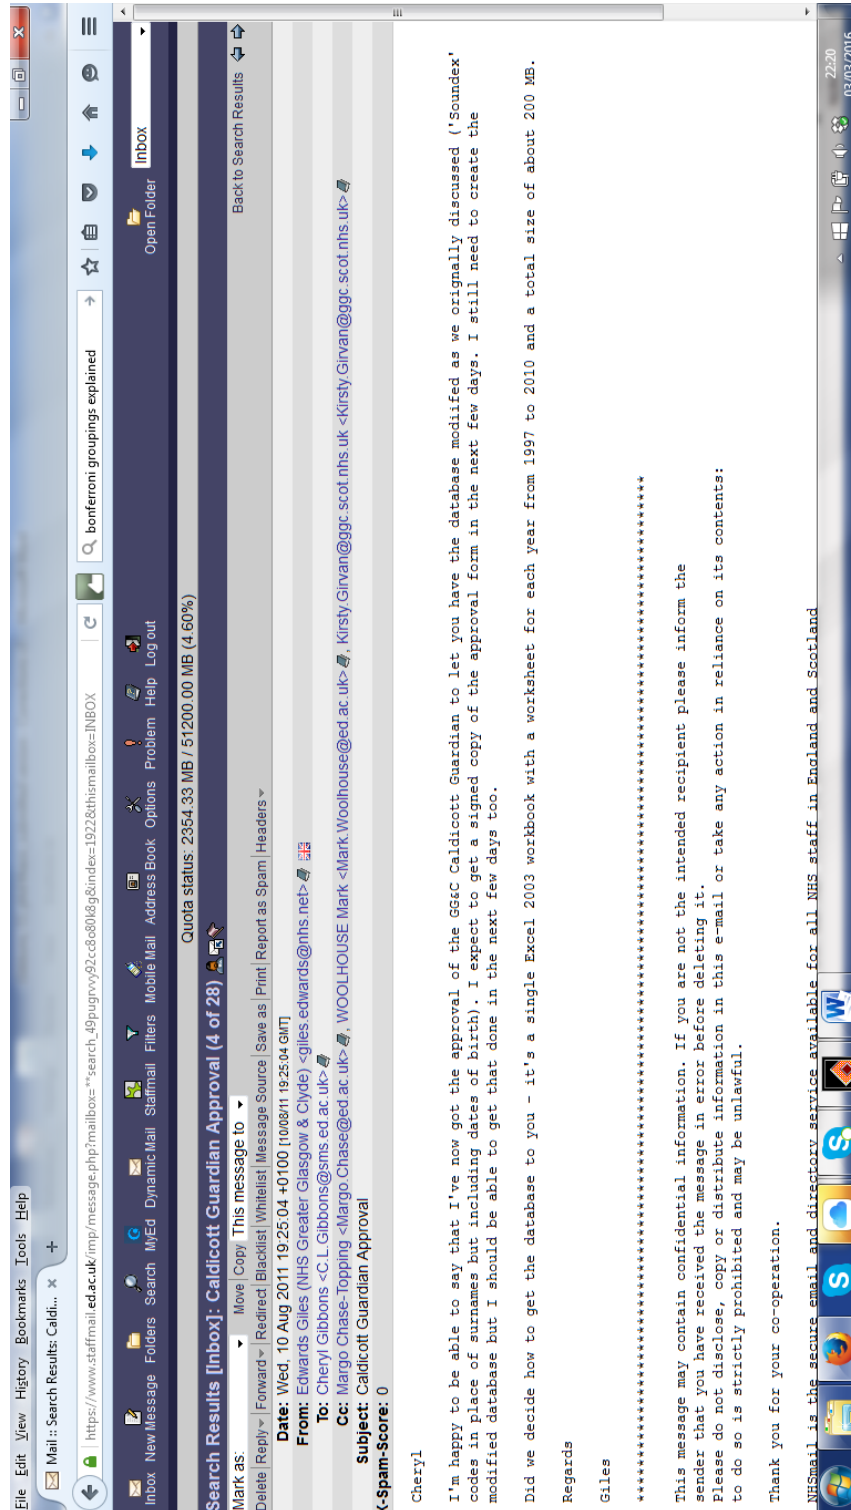 File Edit View History Bookmarks Tools Help
Mail :: Search Results: Caldi... × +
https://www.staffmail.ed.ac.uk/imp/message.php?mailbox=**search_49pugrvvy92cc8o80k8g&index=1922&thismailbox=INBOX
bonferroni groupings explained
Inbox New Message Folders Search MyEd Dynamic Mail Staffmail Filters Mobile Mail Address Book Options Problem Help Log out
Open Folder
Inbox
Quota status: 2354.33 MB / 51200.00 MB (4.60%)
Search Results [Inbox]: Caldicott Guardian Approval (4 of 28)
Mark as: Move | Copy This message to
Back to Search Results
Delete | Reply | Forward | Redirect | Blacklist | Whitelist | Message Source | Save as | Print | Report as Spam | Headers
Date: Wed, 10 Aug 2011 19:25:04 +0100 [10/08/11 19:25:04 GMT]
From: Edwards Giles (NHS Greater Glasgow & Clyde) <giles.edwards@nhs.net>
To: Cheryl Gibbons <C.L.Gibbons@sms.ed.ac.uk>
Cc: Margo Chase-Topping <Margo.Chase@ed.ac.uk>, WOOLHOUSE Mark <Mark.Woolhouse@ed.ac.uk>, Kirsty.Girvan@ggc.scot.nhs.uk <Kirsty.Girvan@ggc.scot.nhs.uk>
Subject: Caldicott Guardian Approval
X-Spam-Score: 0
Cheryl
I'm happy to be able to say that I've now got the approval of the GG&C Caldicott Guardian to let you have the database modiifed as we orignally discussed ('Soundex'
codes in place of surnames but including dates of birth). I expect to get a signed copy of the approval form in the next few days. I still need to create the
modified database but I should be able to get that done in the next few days too.
Did we decide how to get the database to you - it's a single Excel 2003 workbook with a worksheet for each year from 1997 to 2010 and a total size of about 200 MB.
Regards
Giles
********************************************************************************************************************
This message may contain confidential information. If you are not the intended recipient please inform the
sender that you have received the message in error before deleting it.
Please do not disclose, copy or distribute information in this e-mail or take any action in reliance on its contents:
to do so is strictly prohibited and may be unlawful.
Thank you for your co-operation.
NHSmail is the secure email and directory service available for all NHS staff in England and Scotland
22:20
03/03/2016